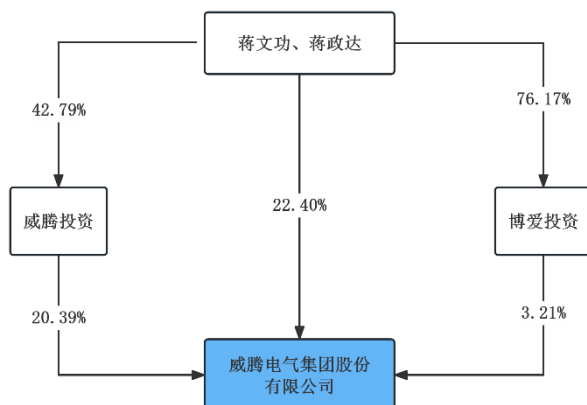 蒋文功、蒋政达
42.79%
76.17%
威腾投资
22.40%
博爱投资
20.39%
3.21%
威腾电气集团股份
有限公司